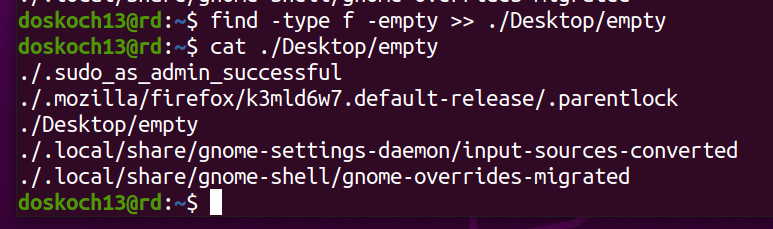 doskoch13@rd:~$ find -type f -empty >> ./Desktop/empty
doskoch13@rd:~$ cat ./Desktop/empty
./.sudo_as_admin_successful
./.mozilla/firefox/k3mld6w7.default-release/.parentlock
./Desktop/empty
./.local/share/gnome-settings-daemon/input-sources-converted
./.local/share/gnome-shell/gnome-overrides-migrated
doskoch13@rd:~$